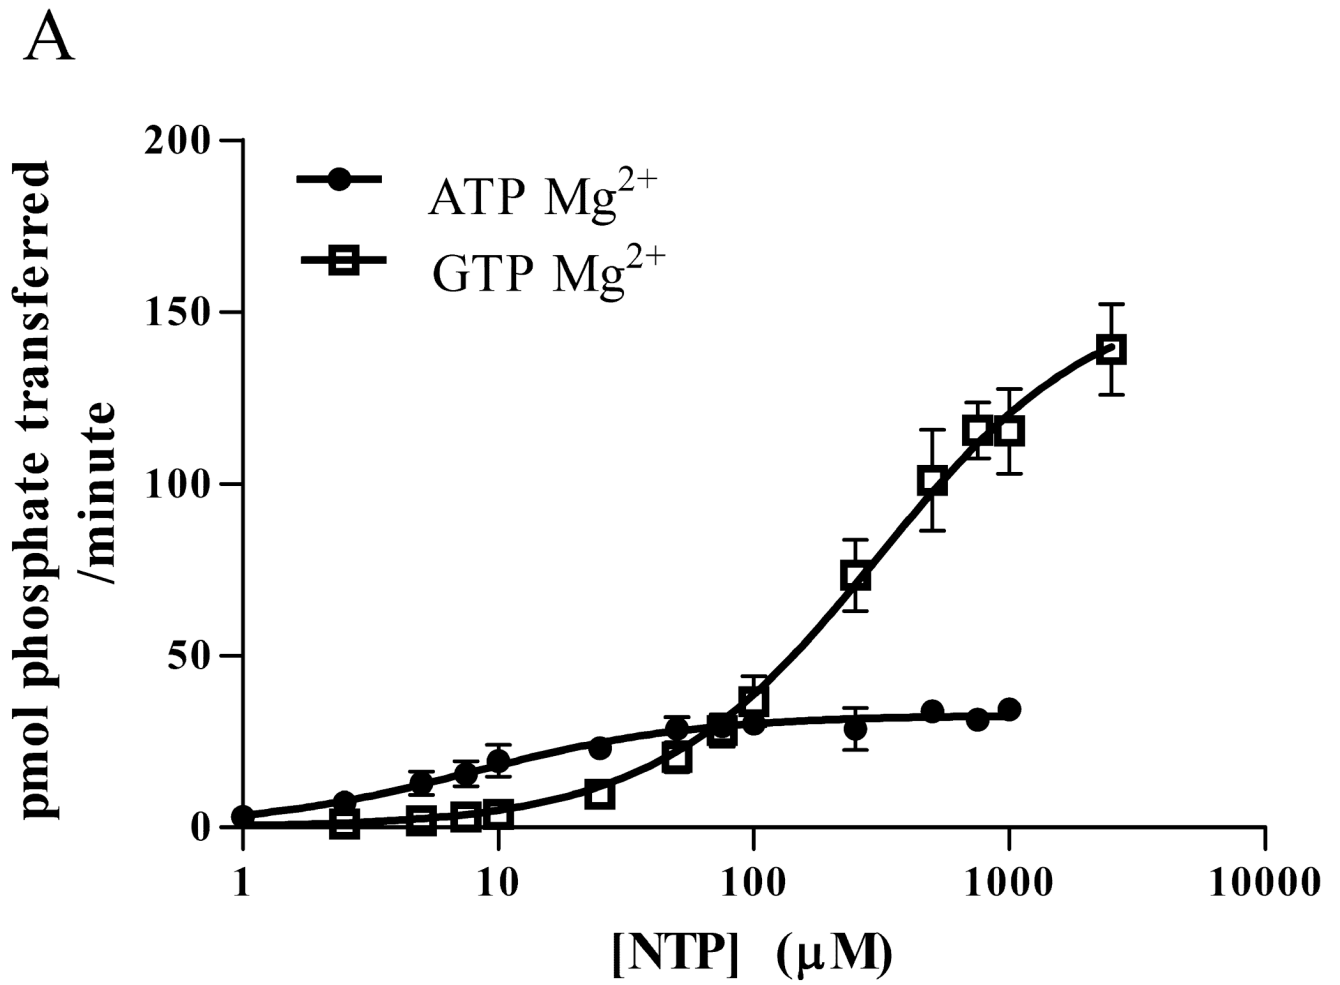 A
pmol phosphate transferred
/minute
200
150
100
50
0
ATP Mg²⁺
GTP Mg²⁺
1 10 100 1000 10000
[NTP] (μM)